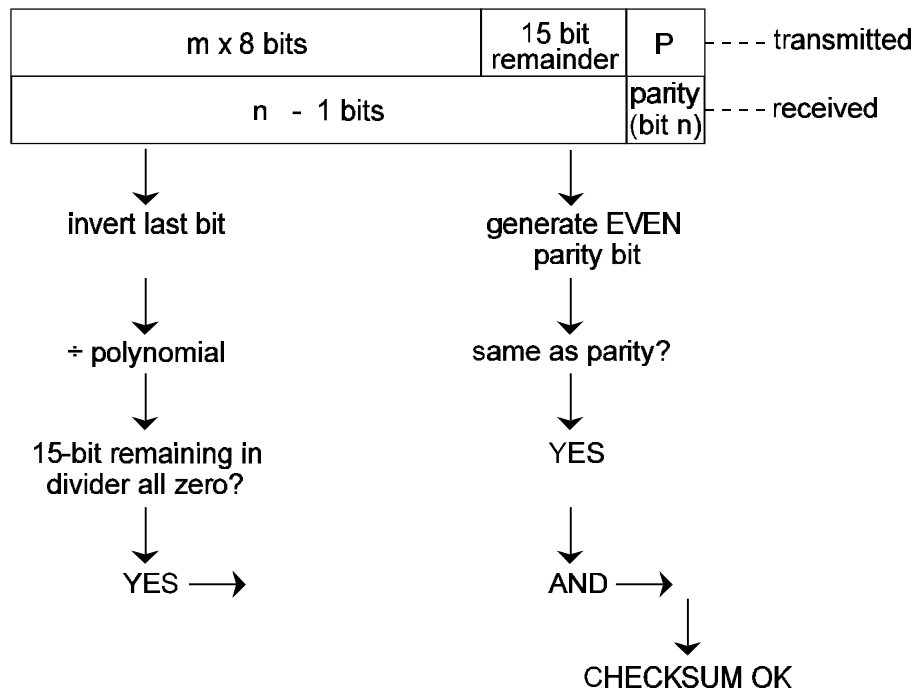 m x 8 bits
15 bit
remainder
P
transmitted
n - 1 bits
parity
(bit n)
received
invert last bit
generate EVEN
parity bit
÷ polynomial
same as parity?
15-bit remaining in
divider all zero?
YES
YES
AND
CHECKSUM OK